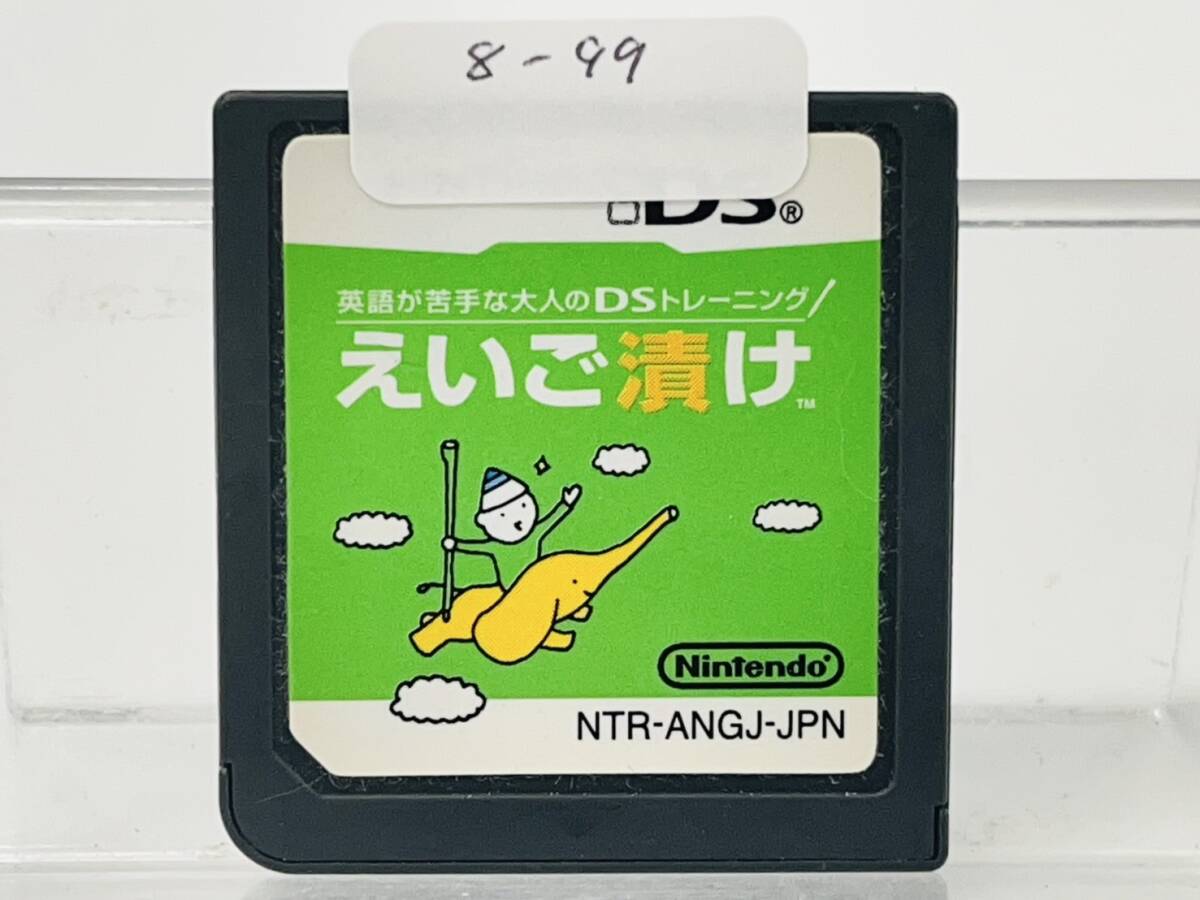 8-99
DS®
英語が苦手な大人のDSトレーニング
えいご漬け™
Nintendo®
NTR-ANGJ-JPN